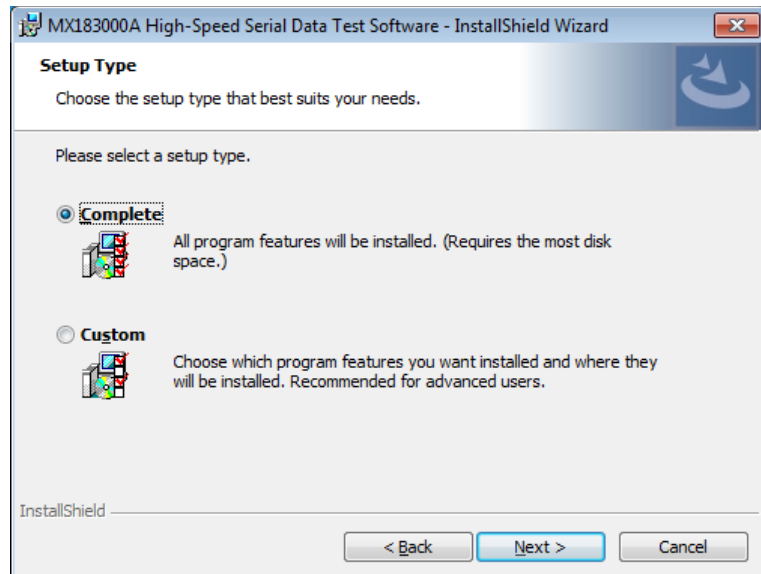 MX183000A High-Speed Serial Data Test Software - InstallShield Wizard
Setup Type
Choose the setup type that best suits your needs.
Please select a setup type.
Complete
All program features will be installed. (Requires the most disk
space.)
Custom
Choose which program features you want installed and where they
will be installed. Recommended for advanced users.
InstallShield
< Back Next > Cancel